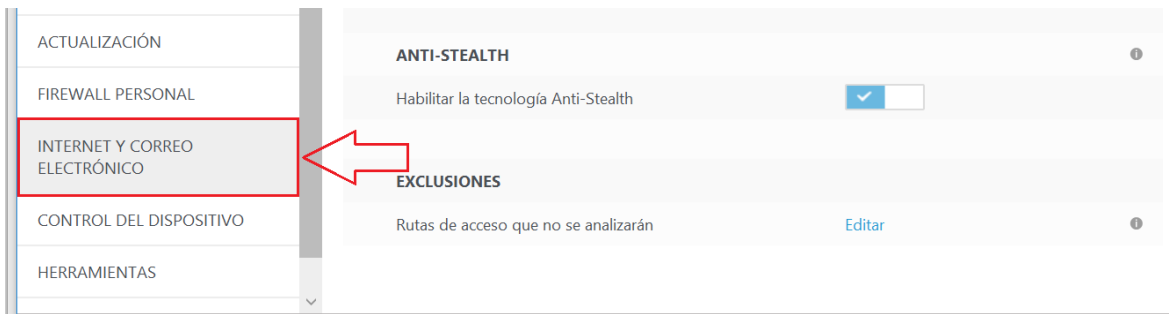 ACTUALIZACIÓN
FIREWALL PERSONAL
INTERNET Y CORREO
ELECTRÓNICO
CONTROL DEL DISPOSITIVO
HERRAMIENTAS
ANTI-STEALTH
Habilitar la tecnología Anti-Stealth
EXCLUSIONES
Rutas de acceso que no se analizarán
Editar